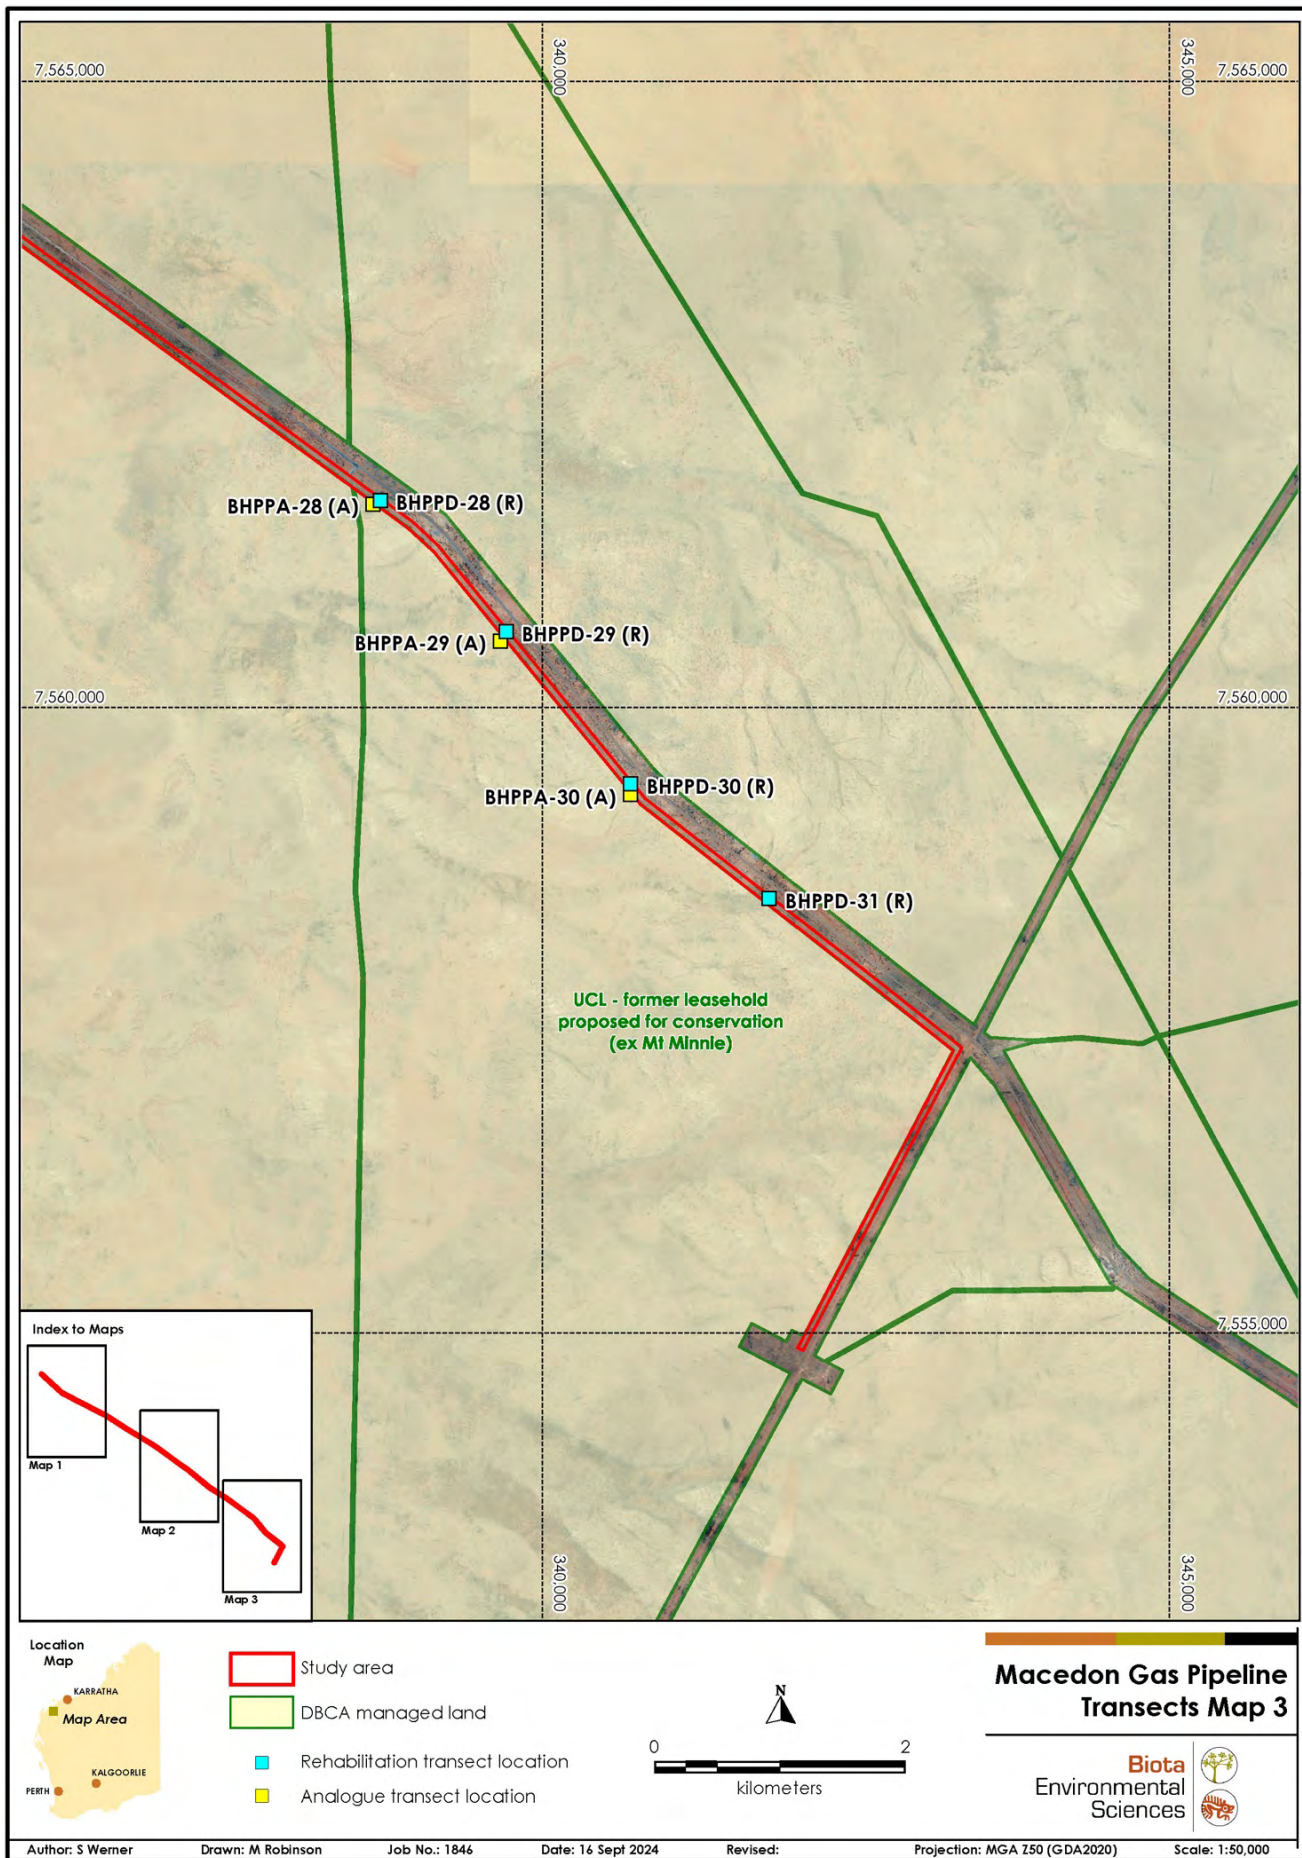 340,000
345,000
7,565,000
7,565,000
BHPPA-28 (A)
BHPPD-28 (R)
BHPPD-29 (R)
BHPPA-29 (A)
7,560,000
7,560,000
BHPPD-30 (R)
BHPPA-30 (A)
BHPPD-31 (R)
UCL - former leasehold
proposed for conservation
(ex Mt Minnie)
7,555,000
Index to Maps
Map 1
Map 2
Map 3
340,000
345,000
Location
Map
KARRATHA
Map Area
KALGOORLIE
PERTH
Study area
DBCA managed land
Rehabilitation transect location
Analogue transect location
N
0
2
kilometers
Macedon Gas Pipeline
Transects Map 3
Biota
Environmental
Sciences
Author: S Werner
Drawn: M Robinson
Job No.: 1846
Date: 16 Sept 2024
Revised:
Projection: MGA Z50 (GDA2020)
Scale: 1:50,000